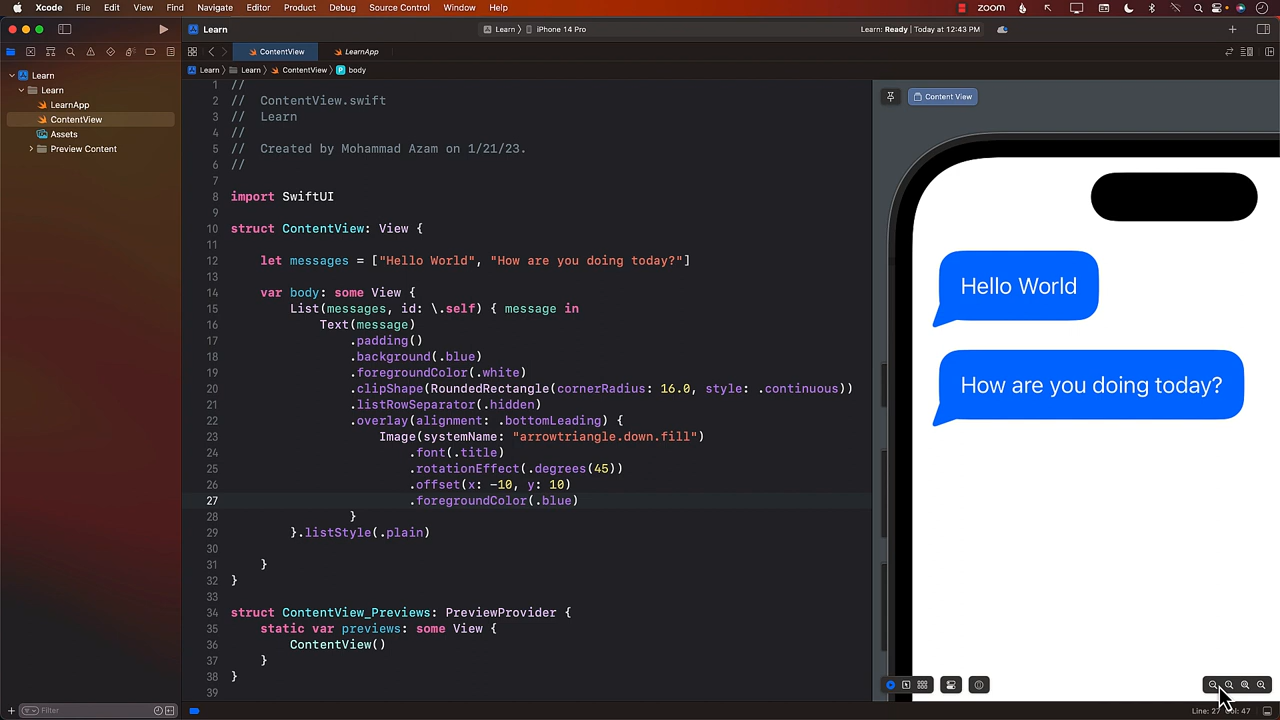 Xcode File Edit View Find Navigate Editor Product Debug Source Control Window Help zoom
Learn Learn iPhone 14 Pro Learn: Ready | Today at 12:43 PM
ContentView LearnApp
Learn Learn ContentView body
Learn
Learn
LearnApp
ContentView
Assets
Preview Content
1 //
2 // ContentView.swift
3 // Learn
4 //
5 // Created by Mohammad Azam on 1/21/23.
6 //
7
8 import SwiftUI
9
10 struct ContentView: View {
11
12 let messages = ["Hello World", "How are you doing today?"]
13
14 var body: some View {
15 List(messages, id: \.self) { message in
16 Text(message)
17 .padding()
18 .background(.blue)
19 .foregroundColor(.white)
20 .clipShape(RoundedRectangle(cornerRadius: 16.0, style: .continuous))
21 .listRowSeparator(.hidden)
22 .overlay(alignment: .bottomLeading) {
23 Image(systemName: "arrowtriangle.down.fill")
24 .font(.title)
25 .rotationEffect(.degrees(45))
26 .offset(x: -10, y: 10)
27 .foregroundColor(.blue)
28 }
29 }.listStyle(.plain)
30
31 }
32 }
33
34 struct ContentView_Previews: PreviewProvider {
35 static var previews: some View {
36 ContentView()
37 }
38 }
39
Content View
Hello World
How are you doing today?
Filter
Line: 27 Col: 47